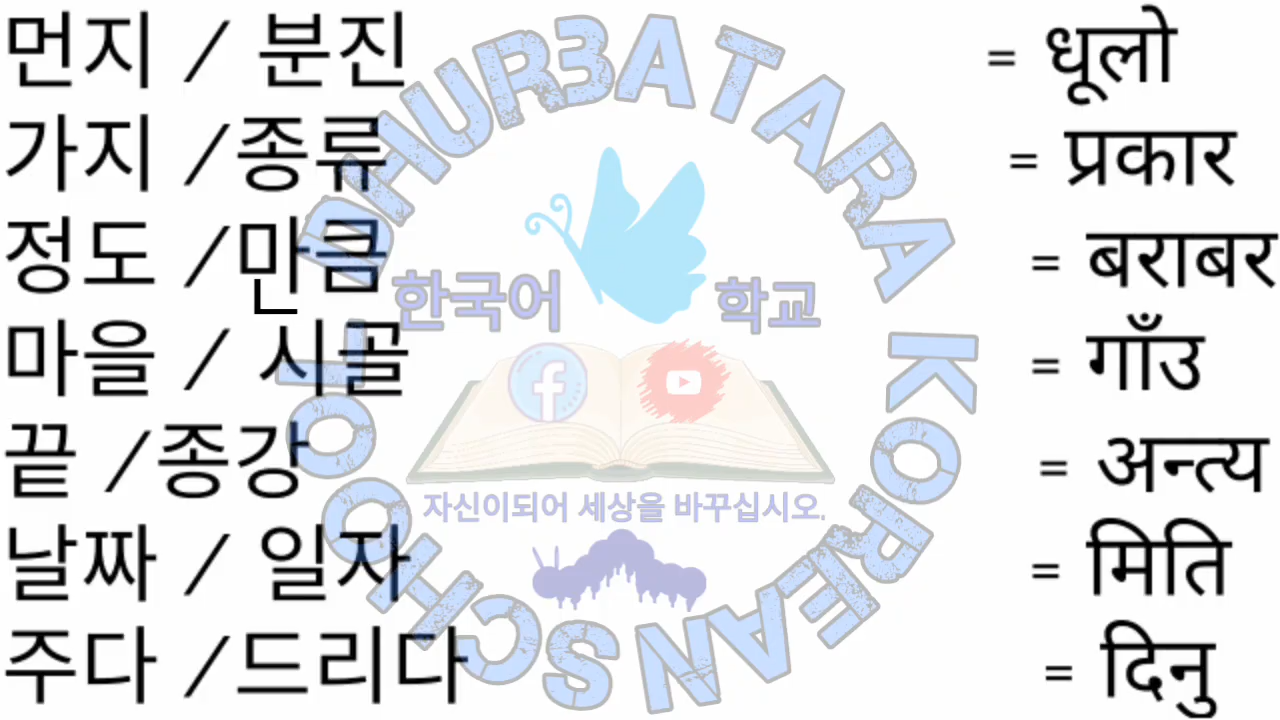 먼지 / 분진 = धूलो
가지 /종류 = प्रकार
정도 /만큼 = बराबर
마을 / 시골 = गाँउ
끝 /종강 = अन्त्य
날짜 / 일자 = मिति
주다 /드리다 = दिनु
DHUR3ATARA KOREAN SCHOOL
한국어 학교
자신이되어 세상을 바꾸십시오.